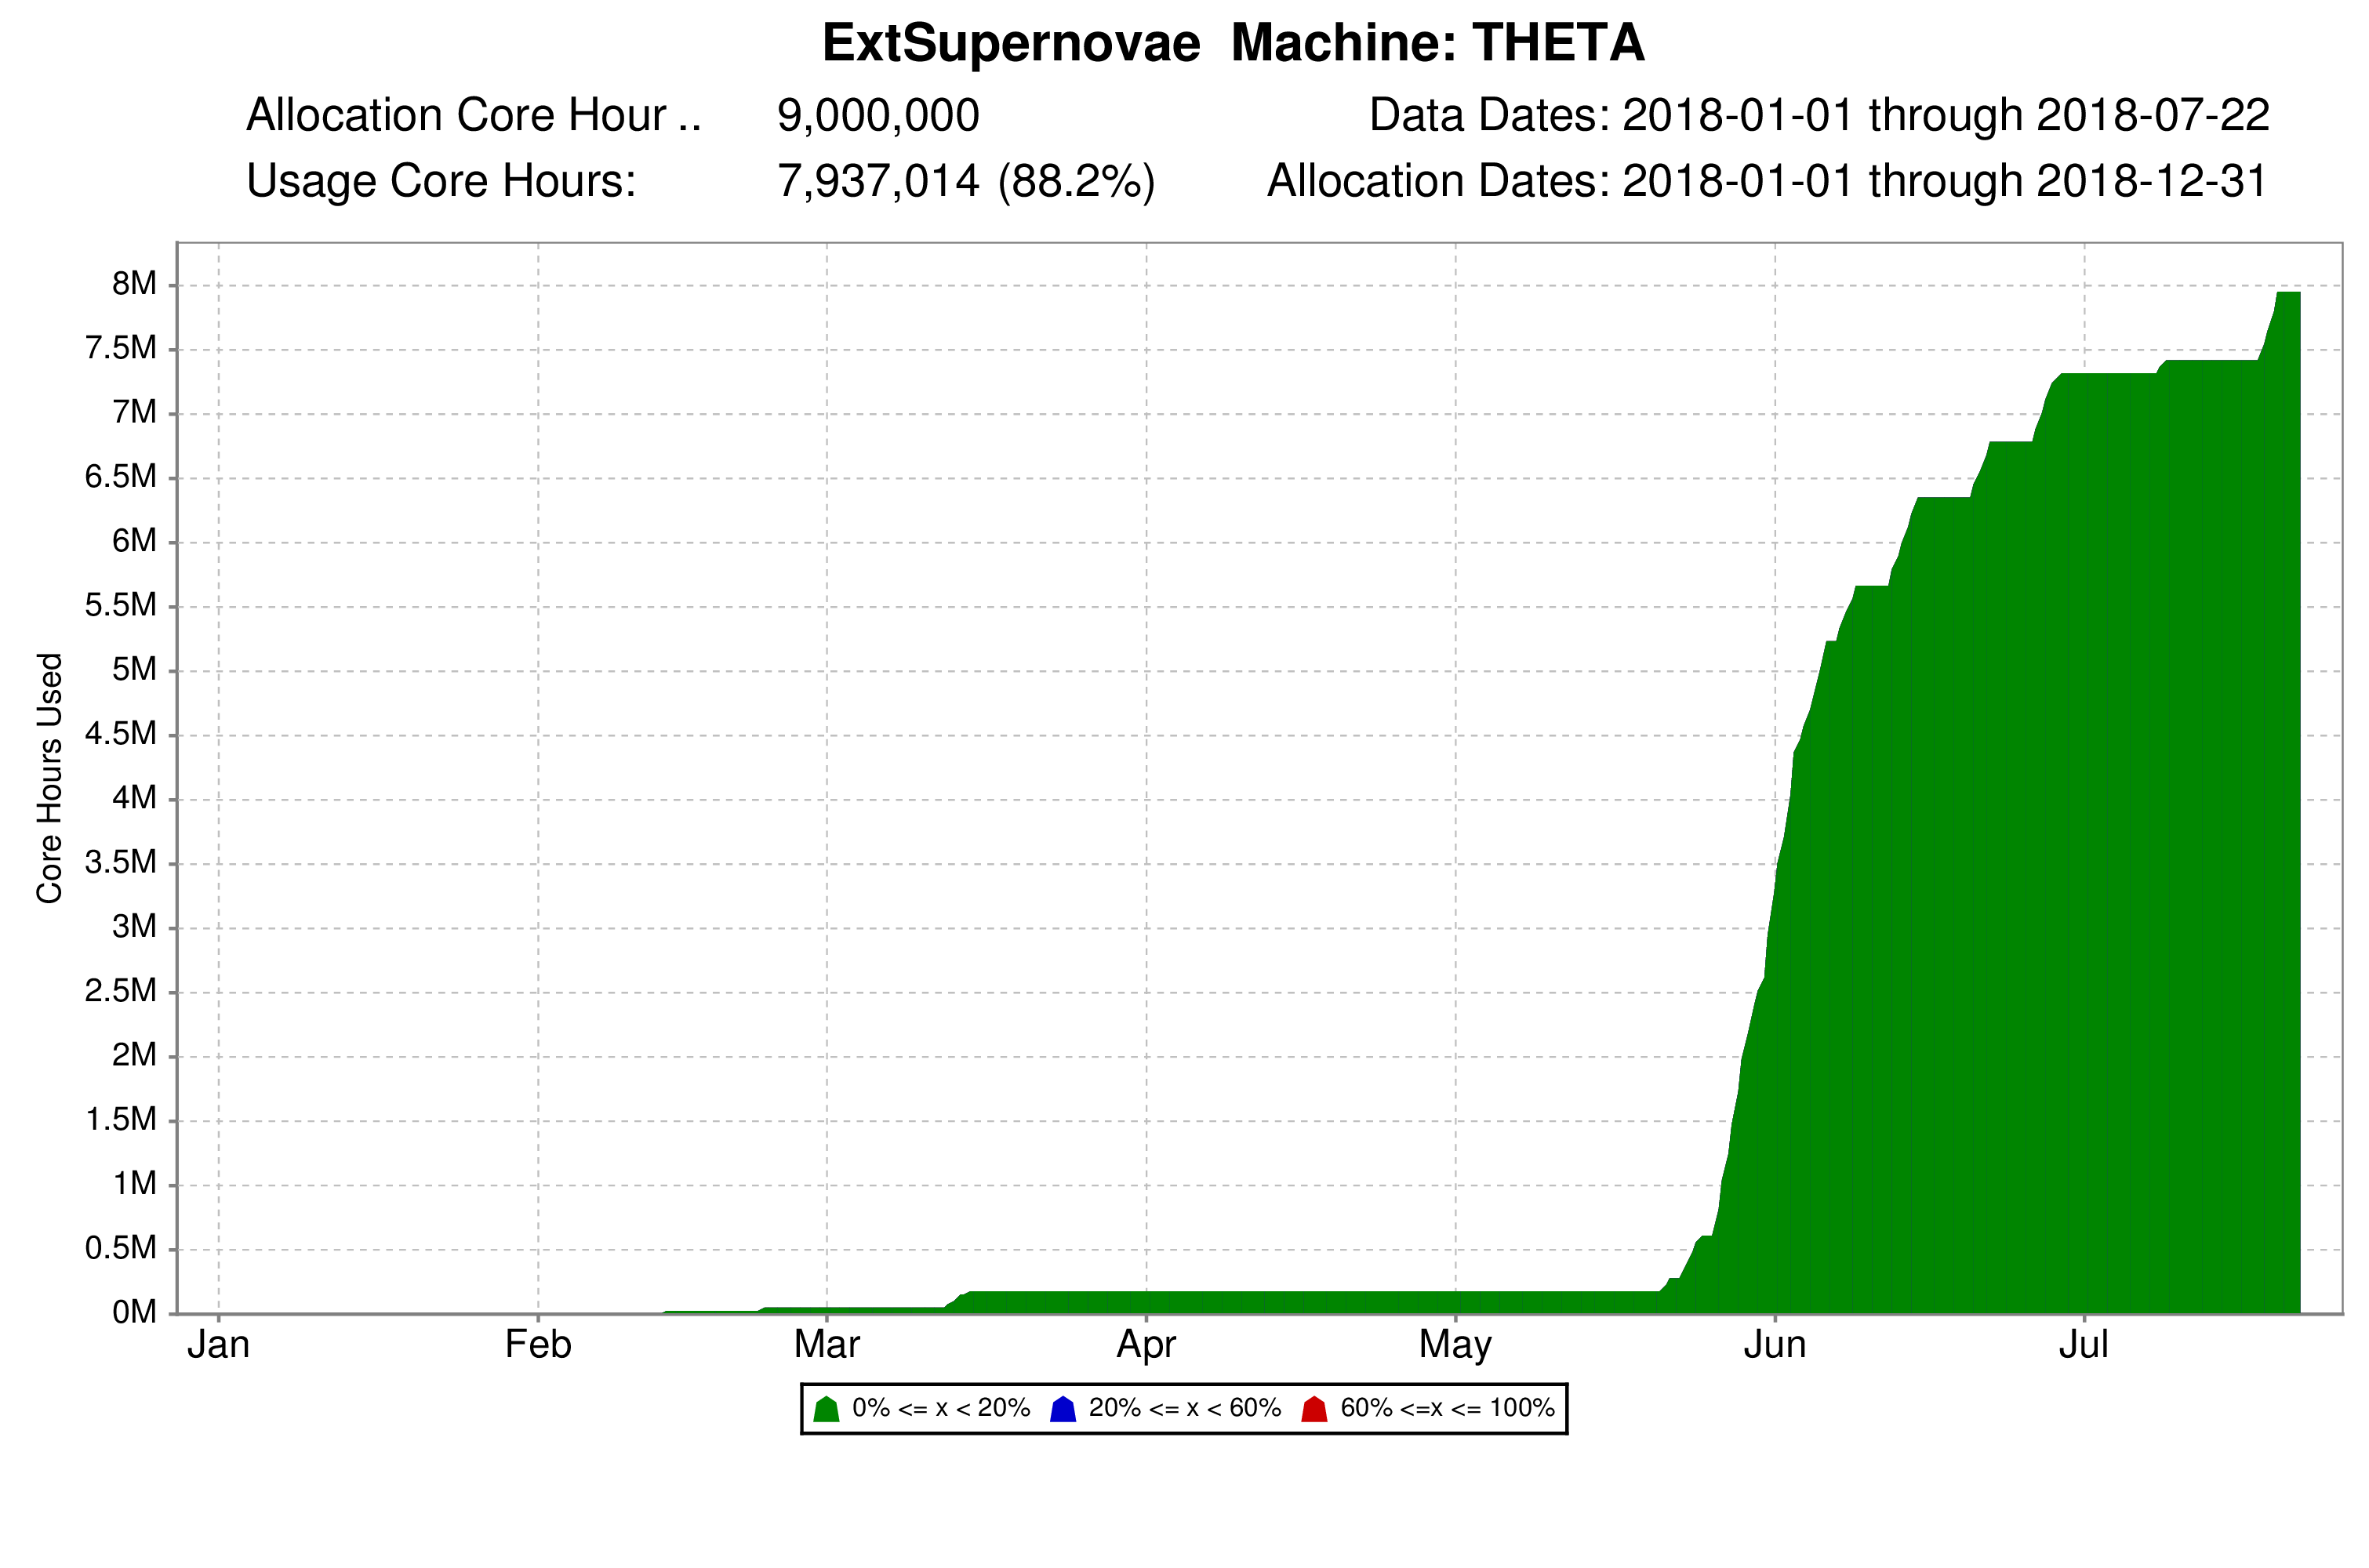 ExtSupernovae Machine: THETA
Allocation Core Hour .. 9,000,000 Data Dates: 2018-01-01 through 2018-07-22
Usage Core Hours: 7,937,014 (88.2%) Allocation Dates: 2018-01-01 through 2018-12-31
8M
7.5M
7M
6.5M
6M
5.5M
5M
4.5M
4M
3.5M
3M
2.5M
2M
1.5M
1M
0.5M
0M
Core Hours Used
Jan Feb Mar Apr May Jun Jul
0% <= x < 20% 20% <= x < 60% 60% <=x <= 100%